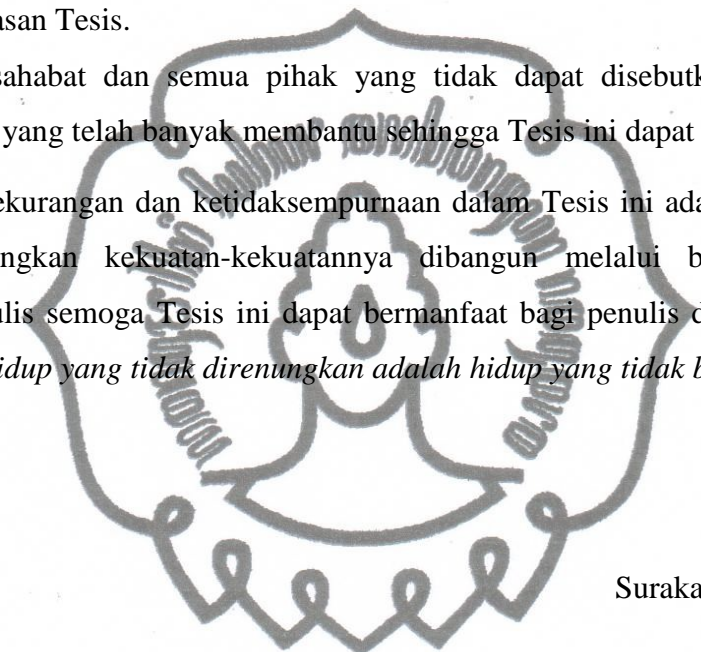 asan Tesis.
sahabat dan semua pihak yang tidak dapat disebutk
yang telah banyak membantu sehingga Tesis ini dapat
ekurangan dan ketidaksempurnaan dalam Tesis ini ada
ngkan kekuatan-kekuatannya dibangun melalui b
ulis semoga Tesis ini dapat bermanfaat bagi penulis d
idup yang tidak direnungkan adalah hidup yang tidak b
Suraka